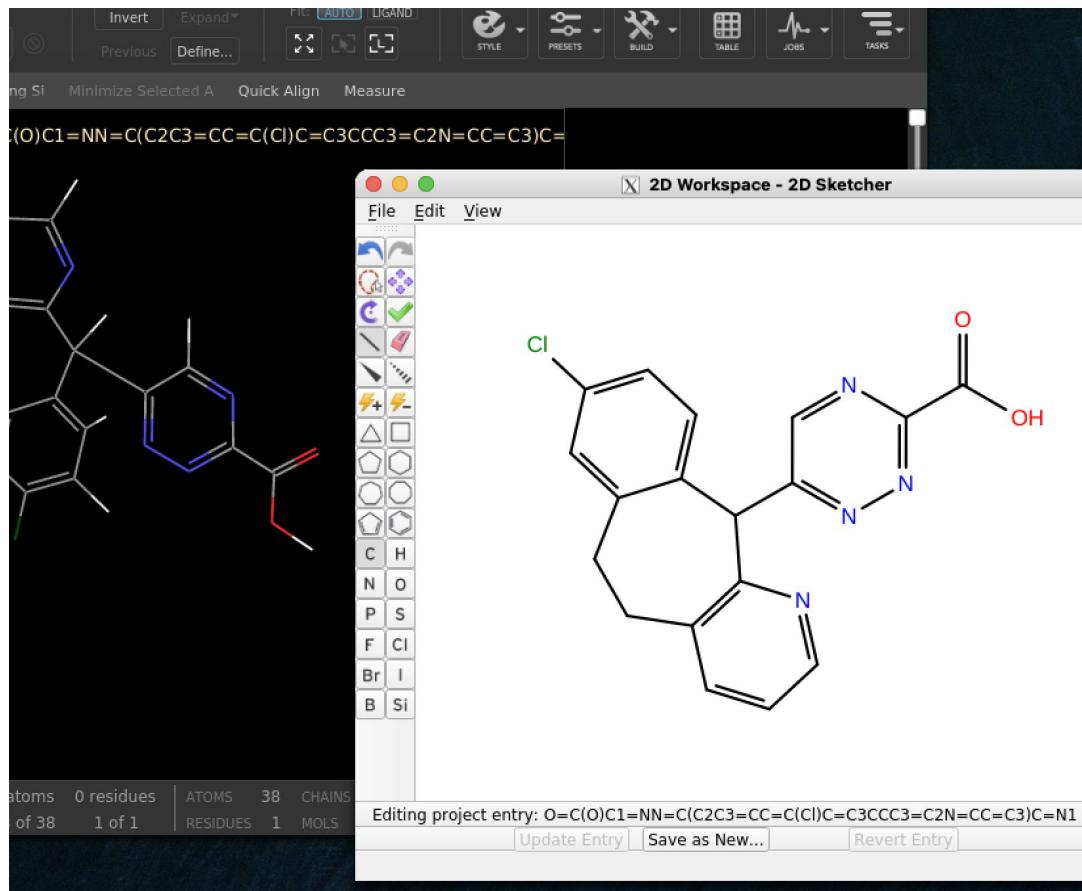 Invert Expand Fit: AUTO LIGAND
Previous Define...
STYLE PRESETS BUILD TABLE JOBS TASKS
ng Si Minimize Selected A Quick Align Measure
C(O)C1=NN=C(C2C3=CC=C(Cl)C=C3CCC3=C2N=CC=C3)C=
X 2D Workspace - 2D Sketcher
File Edit View
O
Cl
N
OH
N
N
N
C H
N O
P S
F Cl
Br I
B Si
atoms 0 residues ATOMS 38 CHAINS
of 38 1 of 1 RESIDUES 1 MOLS
Editing project entry: O=C(O)C1=NN=C(C2C3=CC=C(Cl)C=C3CCC3=C2N=CC=C3)C=N1
Update Entry Save as New... Revert Entry